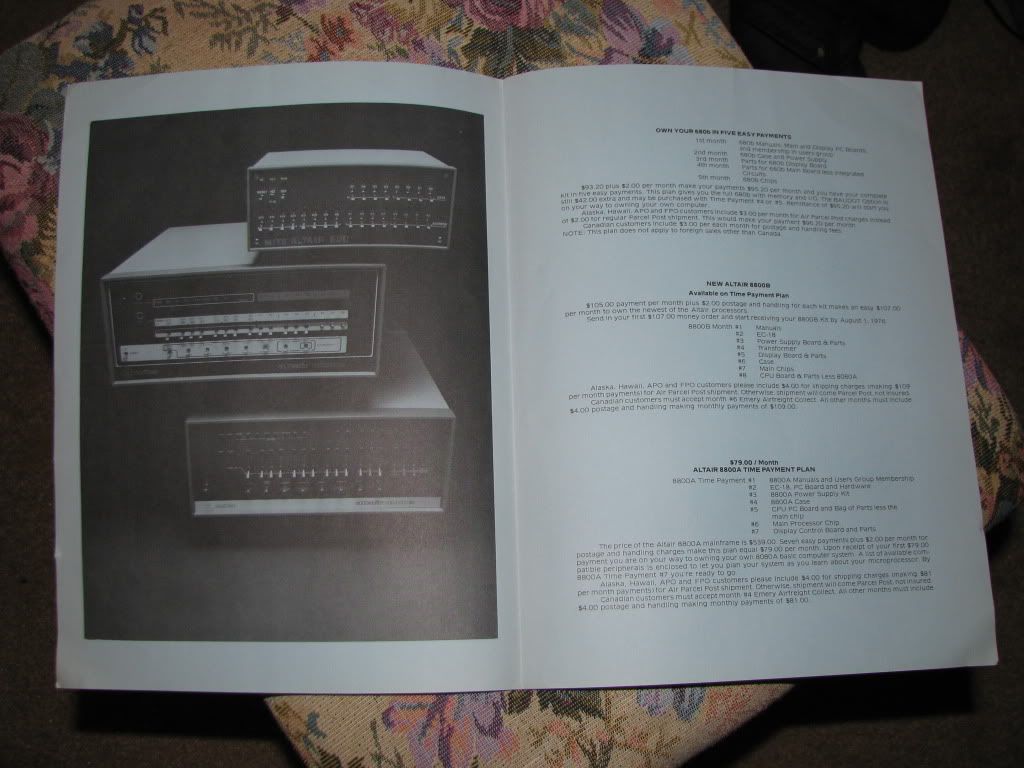 MITS ALTAIR 680b
OWN YOUR 680b IN FIVE EASY PAYMENTS
1st month 680b Manuals, Main and Display PC Boards,
and membership in users group
2nd month 680b Case and Power Supply
3rd month Parts for 680b Display Board
4th month Parts for 680b Main Board less Integrated
Circuits
5th month 680b Chips
$93.20 plus $2.00 per month make your payments $95.20 per month and you have your complete
kit in five easy payments. This plan gives you the full 680b with memory and I/O. The BAUDOT Option is
still $42.00 extra and may be purchased with Time Payment #4 or #5. Remittance of $95.20 will start you
on your way to owning your own computer.
Alaska, Hawaii, APO and FPO customers include $3.00 per month for Air Parcel Post charges instead
of $2.00 for regular Parcel Post shipment. This would make your payment $96.20 per month.
Canadian customers include $3.00 per each month for postage and handling fees.
NOTE: This plan does not apply to foreign sales other than Canada.
NEW ALTAIR 8800B
Available on Time Payment Plan
$105.00 payment per month plus $2.00 postage and handling for each kit makes an easy $107.00
per month to own the newest of the Altair processors.
Send in your first $107.00 money order and start receiving your 8800B Kit by August 1, 1976.
8800B Month #1 Manuals
#2 EC-18
#3 Power Supply Board & Parts
#4 Transformer
#5 Display Board & Parts
#6 Case
#7 Main Chips
#8 CPU Board & Parts Less 8080A
Alaska, Hawaii, APO and FPO customers please include $4.00 for shipping charges (making $109
per month payments) for Air Parcel Post shipment. Otherwise, shipment will come Parcel Post, not insured.
Canadian customers must accept month #6 Emery Airfreight Collect. All other months must include
$4.00 postage and handling making monthly payments of $109.00.
$79.00 / Month
ALTAIR 8800A TIME PAYMENT PLAN
8800A Time Payment #1 8800A Manuals and Users Group Membership
#2 EC-18, PC Board and Hardware
#3 8800A Power Supply Kit
#4 8800A Case
#5 CPU PC Board and Bag of Parts less the
main chip
#6 Main Processor Chip
#7 Display Control Board and Parts
The price of the Altair 8800A mainframe is $539.00. Seven easy payments plus $2.00 per month for
postage and handling charges make this plan equal $79.00 per month. Upon receipt of your first $79.00
payment you are on your way to owning your own 8080A basic computer system. A list of available com-
patible peripherals is enclosed to let you plan your system as you learn about your microprocessor. By
8800A Time Payment #7 you're ready to go.
Alaska, Hawaii, APO and FPO customers please include $4.00 for shipping charges (making $81
per month payments) for Air Parcel Post shipment. Otherwise, shipment will come Parcel Post, not insured.
Canadian customers must accept month #4 Emery Airfreight Collect. All other months must include
$4.00 postage and handling making monthly payments of $81.00.